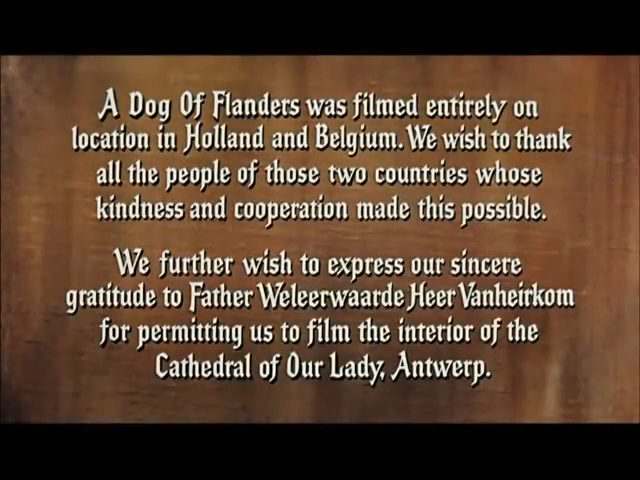 A Dog Of Flanders was filmed entirely on
location in Holland and Belgium. We wish to thank
all the people of those two countries whose
kindness and cooperation made this possible.
We further wish to express our sincere
gratitude to Father Weleerwaarde Heer Vanheirkom
for permitting us to film the interior of the
Cathedral of Our Lady, Antwerp.